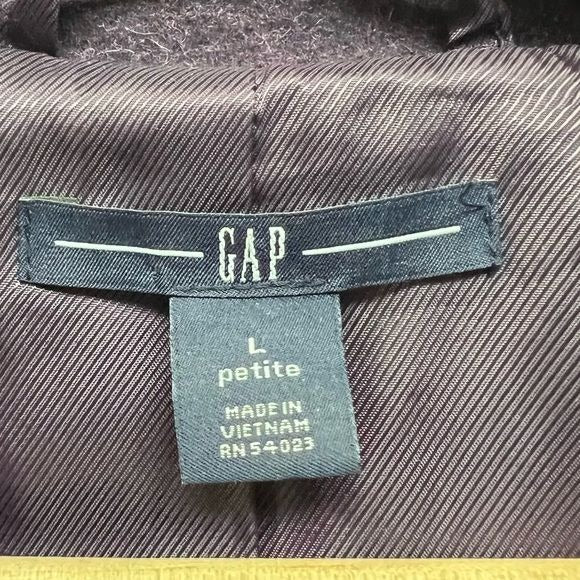 GAP
L
petite
MADE IN
VIETNAM
RN 54023